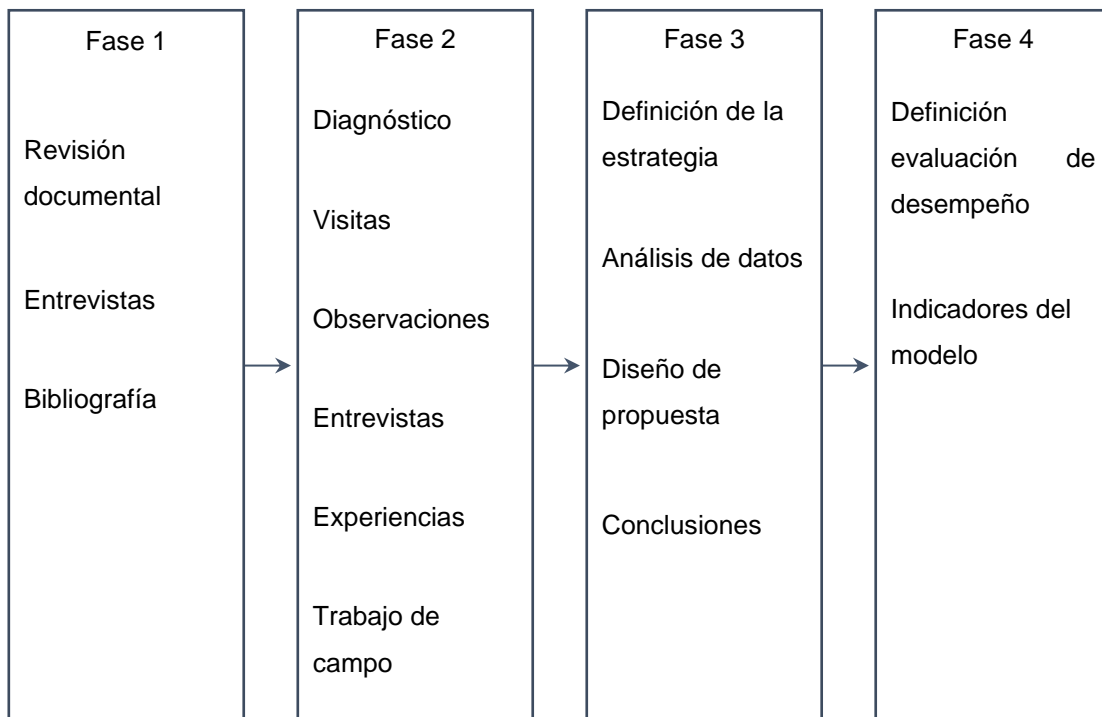 Fase 1
Revisión
documental
Entrevistas
Bibliografía
Fase 2
Diagnóstico
Visitas
Observaciones
Entrevistas
Experiencias
Trabajo de
campo
Fase 3
Definición de la
estrategia
Análisis de datos
Diseño de
propuesta
Conclusiones
Fase 4
Definición
evaluación de
desempeño
Indicadores del
modelo